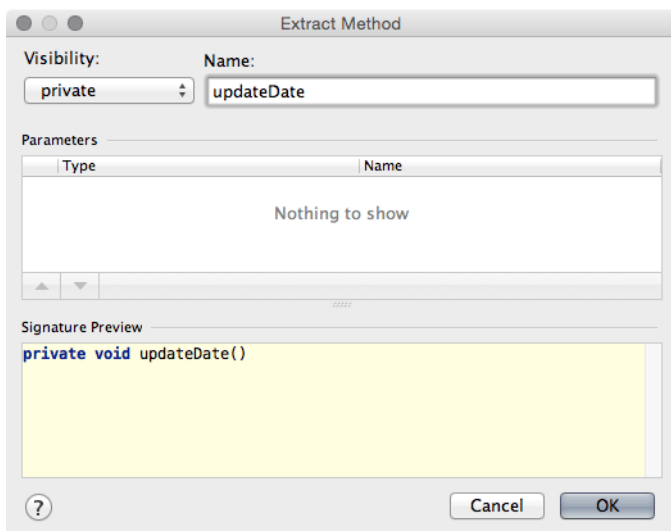 Extract Method
Visibility:
Name:
private
updateDate
Parameters
Type Name
Nothing to show
Signature Preview
private void updateDate()
? Cancel OK